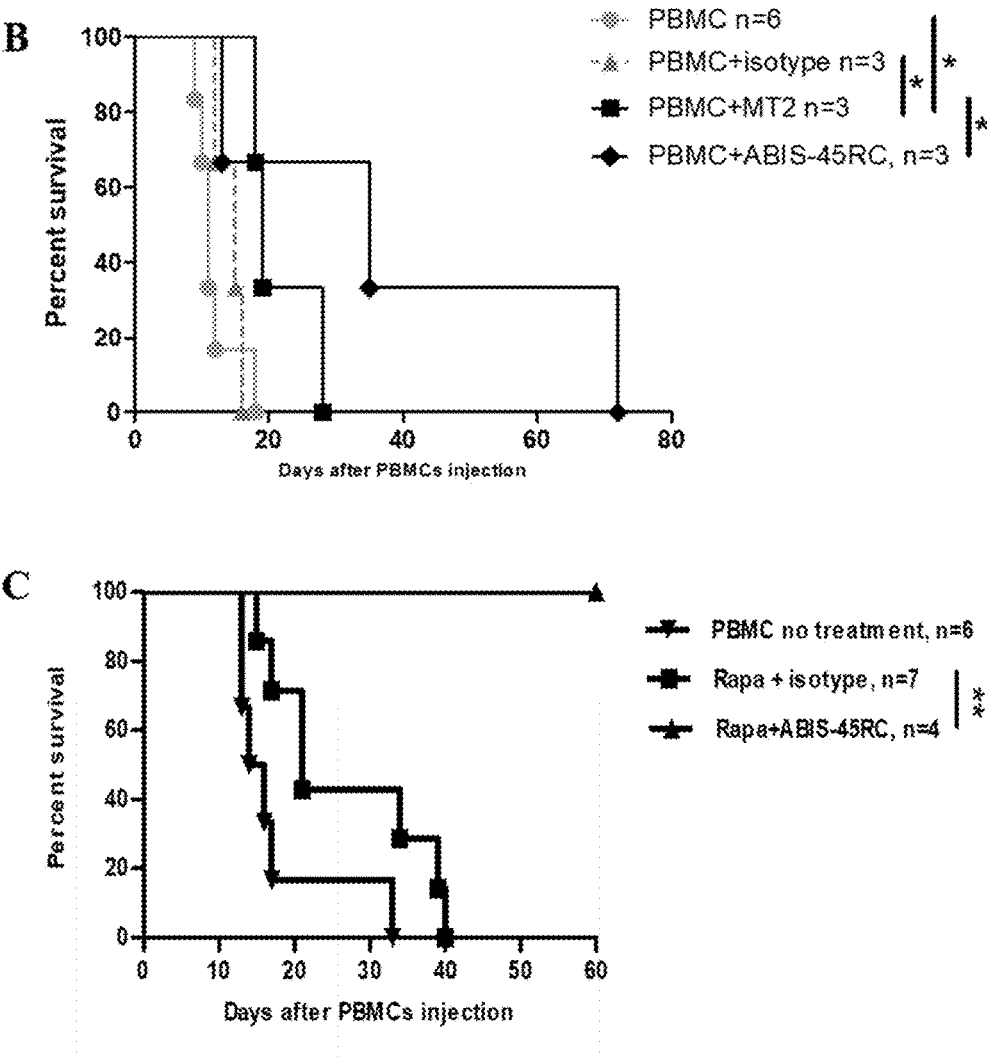 B
PBMC n=6
PBMC+isotype n=3
PBMC+MT2 n=3
PBMC+ABIS-45RC, n=3
*
*
*
Percent survival
100
80
60
40
20
0
0 20 40 60 80
Days after PBMCs injection
C
PBMC no treatment, n=6
Rapa + isotype, n=7
Rapa+ABIS-45RC, n=4
**
Percent survival
100
80
60
40
20
0
0 10 20 30 40 50 60
Days after PBMCs injection